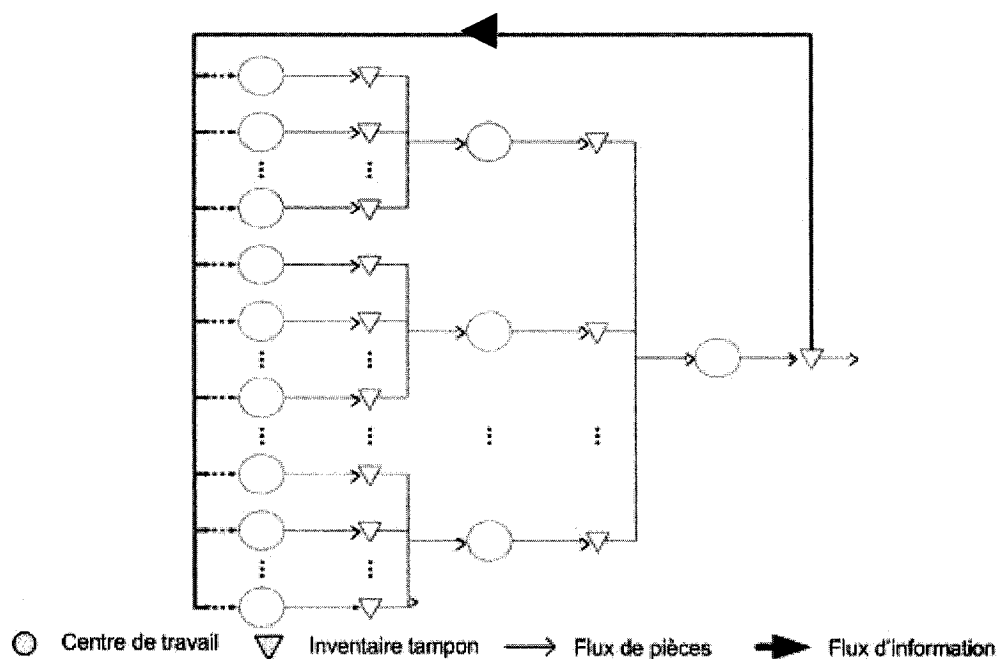 Centre de travail Inventaire tampon Flux de pièces Flux d'information